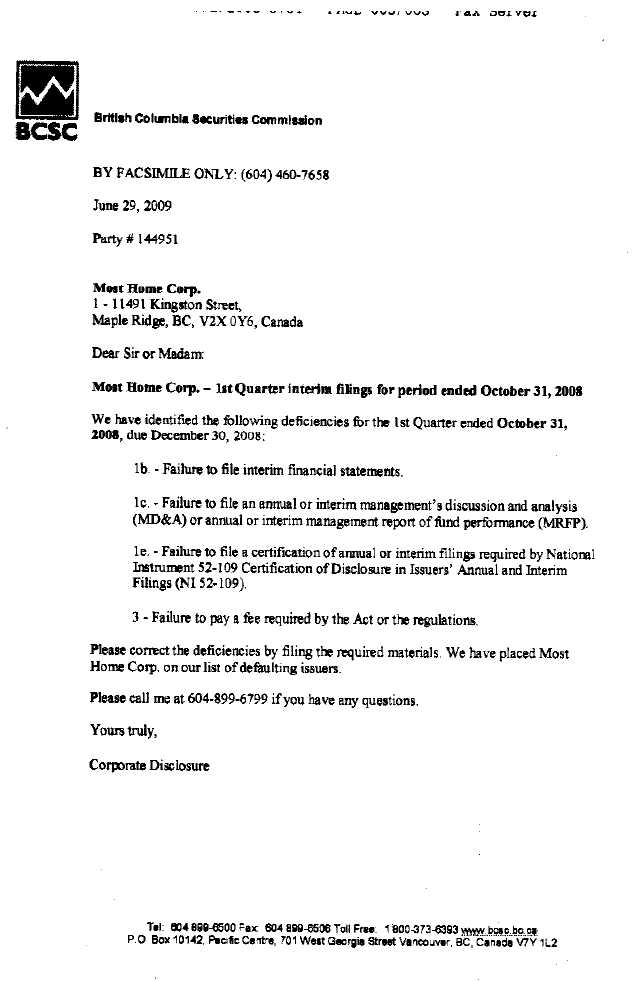 Fax Server
BCSC
British Columbia Securities Commission
BY FACSIMILE ONLY: (604) 460-7658
June 29, 2009
Party # 144951
Most Home Corp.
1 - 11491 Kingston Street,
Maple Ridge, BC, V2X 0Y6, Canada
Dear Sir or Madam:
Most Home Corp. – 1st Quarter interim filings for period ended October 31, 2008
We have identified the following deficiencies for the 1st Quarter ended October 31,
2008, due December 30, 2008:
1b. - Failure to file interim financial statements.
1c. - Failure to file an annual or interim management's discussion and analysis
(MD&A) or annual or interim management report of fund performance (MRFP).
1e. - Failure to file a certification of annual or interim filings required by National
Instrument 52-109 Certification of Disclosure in Issuers' Annual and Interim
Filings (NI 52-109).
3 - Failure to pay a fee required by the Act or the regulations.
Please correct the deficiencies by filing the required materials. We have placed Most
Home Corp. on our list of defaulting issuers.
Please call me at 604-899-6799 if you have any questions.
Yours truly,
Corporate Disclosure
Tel: 604 899-6500 Fax: 604 899-6506 Toll Free: 1 800-373-6393 www.bcsc.bc.ca
P.O. Box 10142, Pacific Centre, 701 West Georgia Street Vancouver, BC, Canada V7Y 1L2